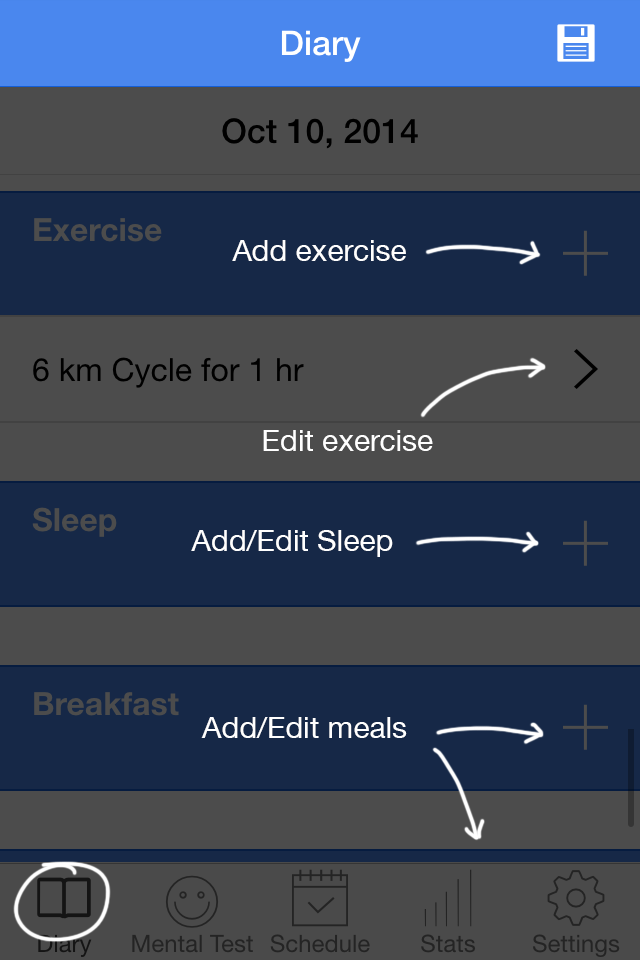 Diary
Oct 10, 2014
Exercise
Add exercise
6 km Cycle for 1 hr
Edit exercise
Sleep
Add/Edit Sleep
Breakfast
Add/Edit meals
Diary
Mental Test
Schedule
Stats
Settings